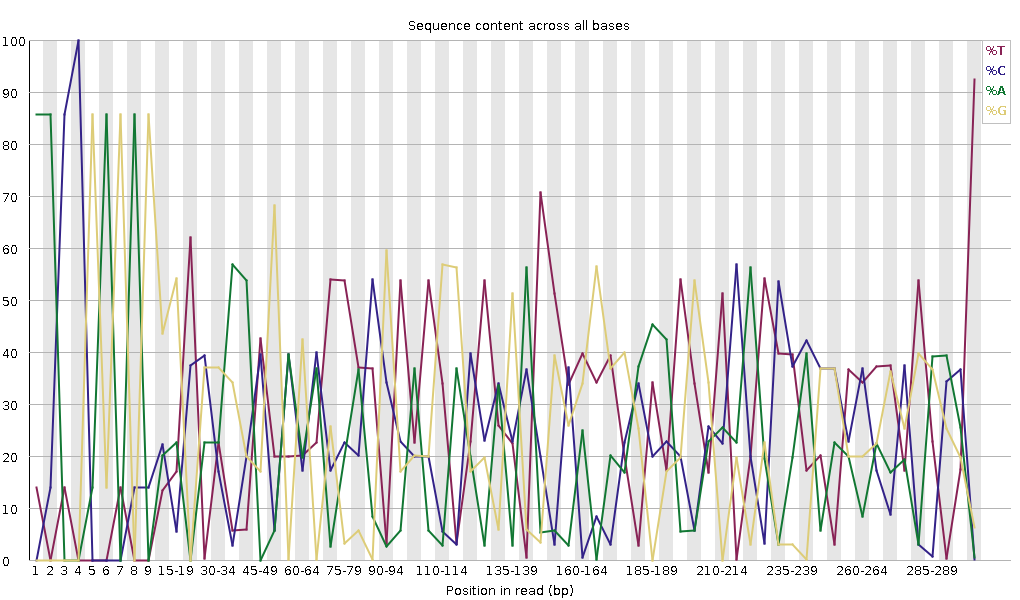 Sequence content across all bases
%T
%C
%A
%G
100
90
80
70
60
50
40
30
20
10
0
1 2 3 4 5 6 7 8 9 15-19 30-34 45-49 60-64 75-79 90-94 110-114 135-139 160-164 185-189 210-214 235-239 260-264 285-289
Position in read (bp)